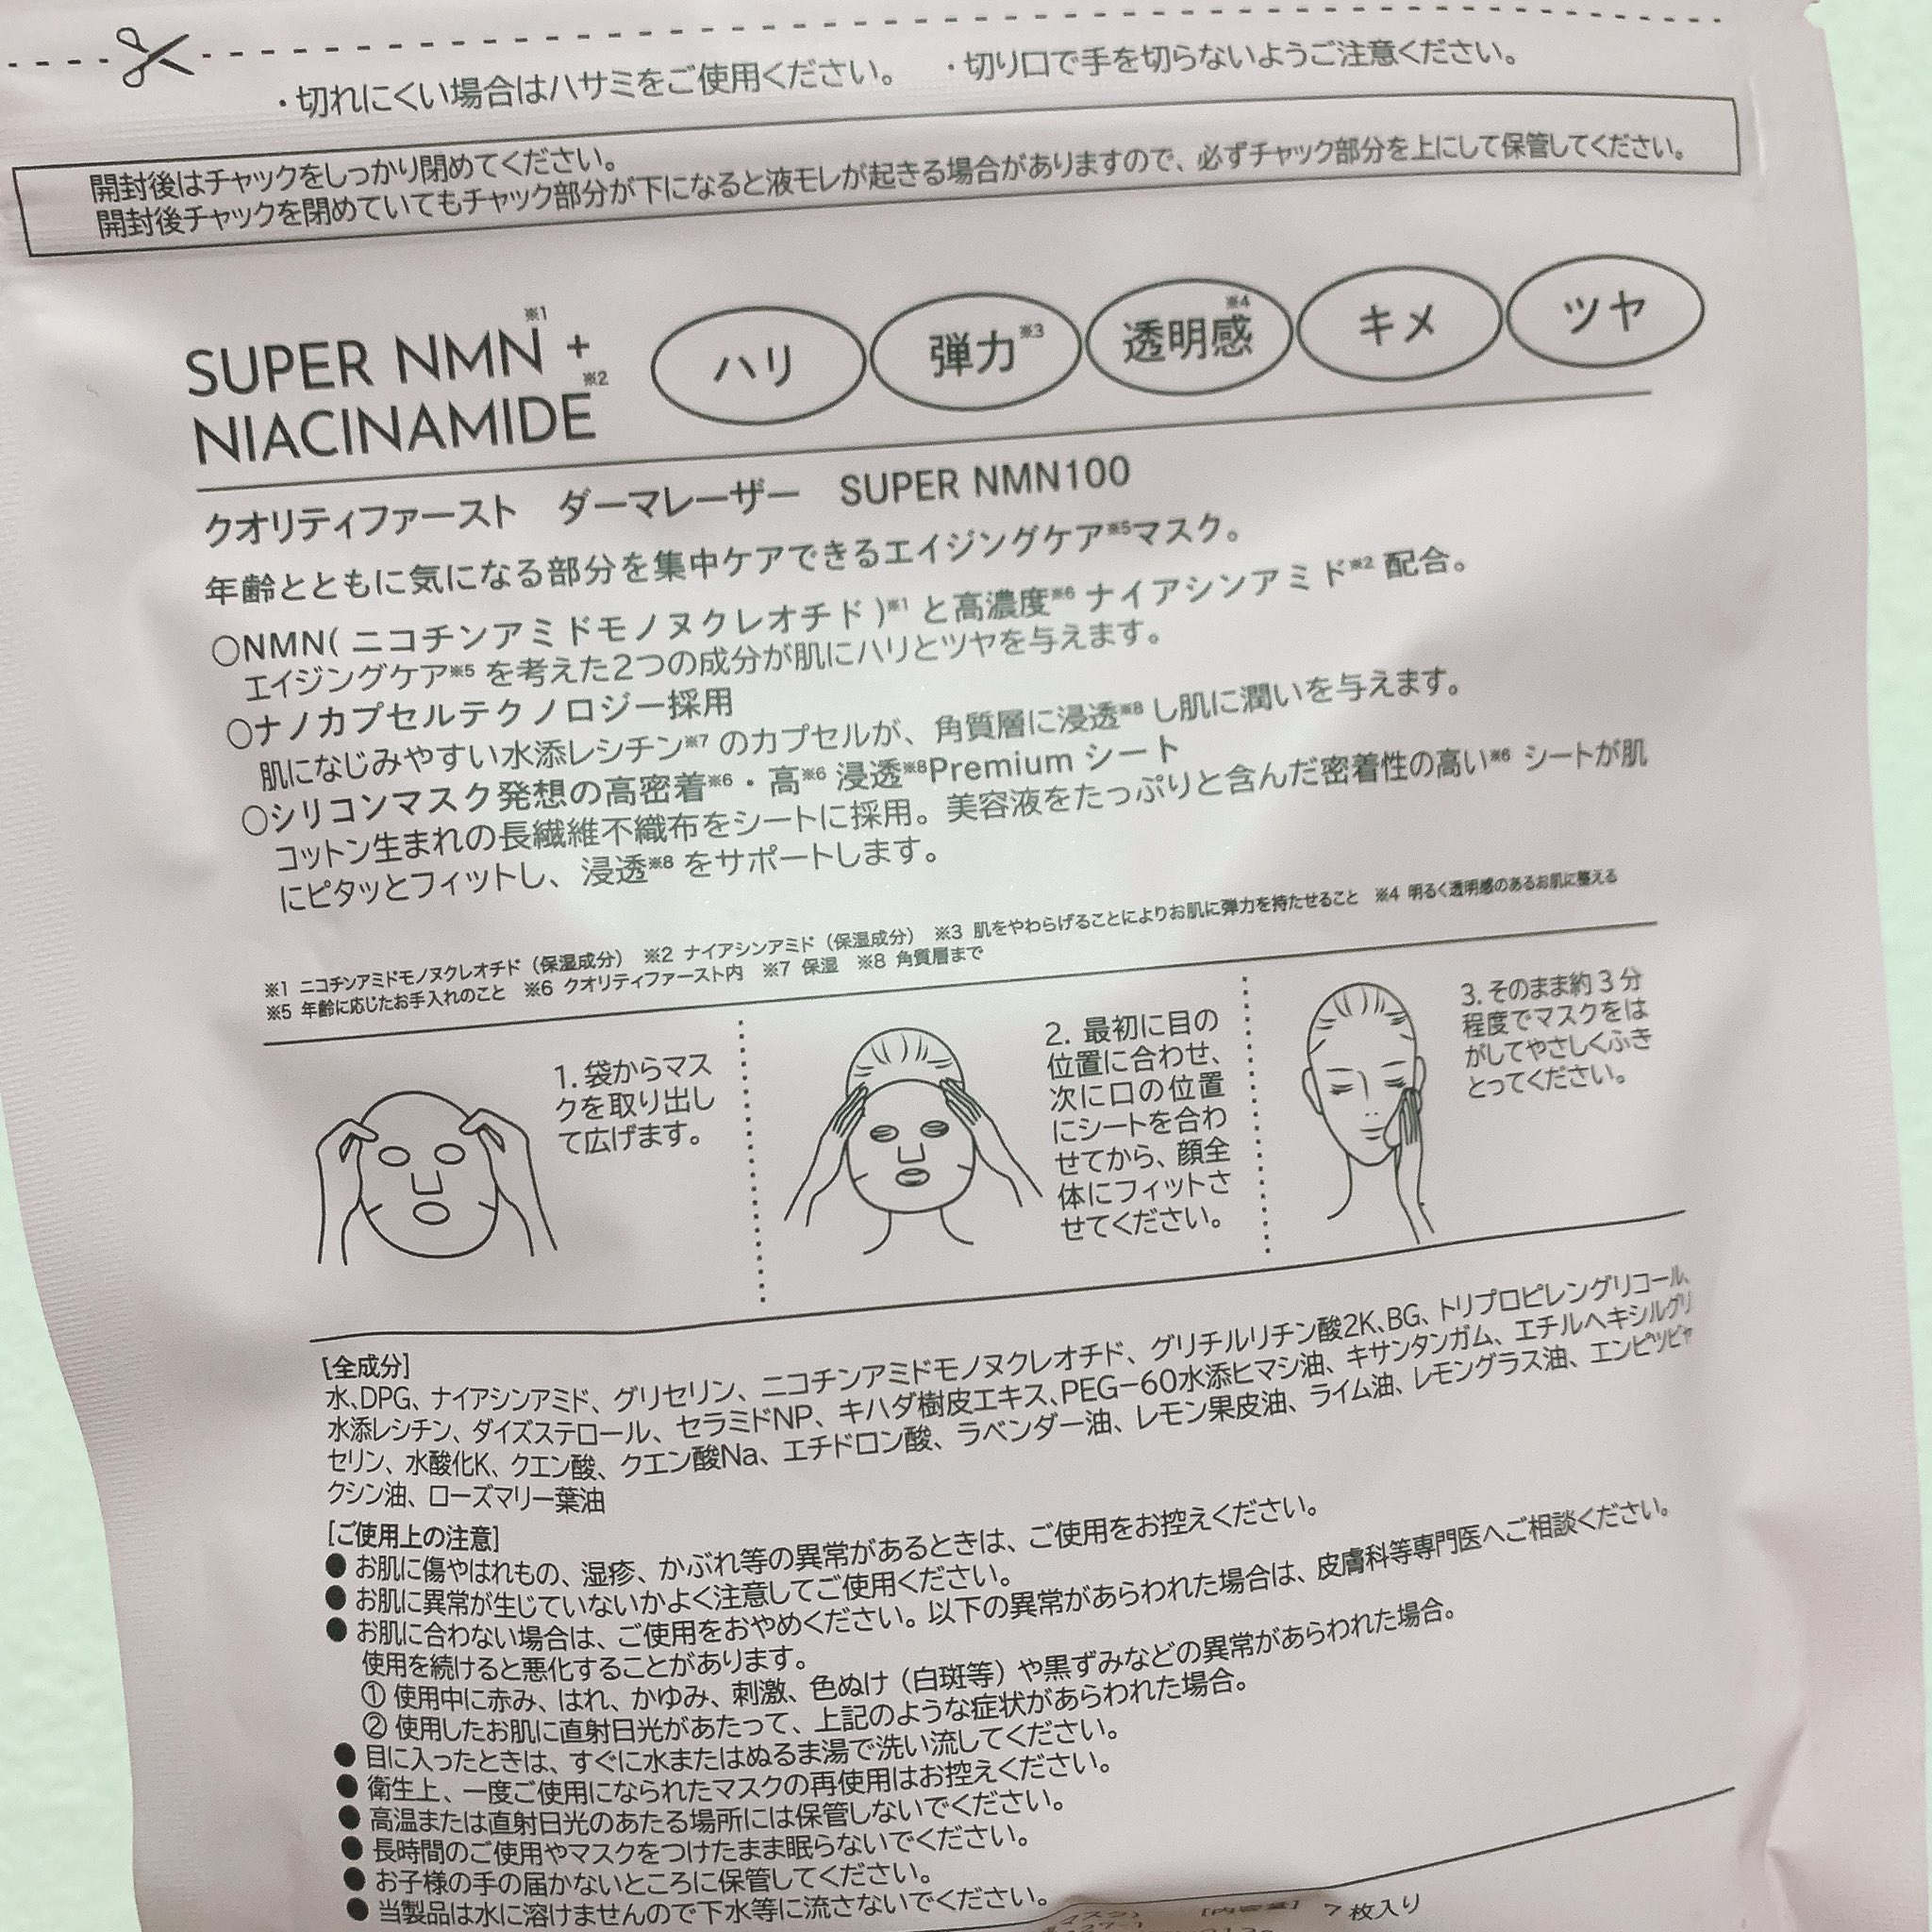 ・切れにくい場合はハサミをご使用ください。 ・切り口で手を切らないようご注意ください。
開封後はチャックをしっかり閉めてください。
開封後チャックを閉めていてもチャック部分が下になると液モレが起きる場合がありますので、必ずチャック部分を上にして保管してください。
SUPER NMN※1 +
NIACINAMIDE※2
ハリ 弾力※3 透明感※4 キメ ツヤ
クオリティファースト ダーマレーザー SUPER NMN100
年齢とともに気になる部分を集中ケアできるエイジングケア※5マスク。
○NMN(ニコチンアミドモノヌクレオチド)※1 と高濃度※6 ナイアシンアミド※2 配合。
エイジングケア※5 を考えた2つの成分が肌にハリとツヤを与えます。
○ナノカプセルテクノロジー採用
肌になじみやすい水添レシチン※7 のカプセルが、角質層に浸透※8 し肌に潤いを与えます。
○シリコンマスク発想の高密着※6・高※6 浸透※8Premium シート
コットン生まれの長繊維不織布をシートに採用。美容液をたっぷりと含んだ密着性の高い※6 シートが肌
にピタッとフィットし、浸透※8 をサポートします。
※1 ニコチンアミドモノヌクレオチド（保湿成分） ※2 ナイアシンアミド（保湿成分） ※3 肌をやわらげることによりお肌に弾力を持たせること ※4 明るく透明感のあるお肌に整える
※5 年齢に応じたお手入れのこと ※6 クオリティファースト内 ※7 保湿 ※8 角質層まで
1. 袋からマス
クを取り出し
て広げます。
2. 最初に目の
位置に合わせ、
次に口の位置
にシートを合わ
せてから、顔全
体にフィットさ
せてください。
3. そのまま約3分
程度でマスクをは
がしてやさしくふき
とってください。
[全成分]
水、DPG、ナイアシンアミド、グリセリン、ニコチンアミドモノヌクレオチド、グリチルリチン酸2K、BG、トリプロピレングリコール、
水添レシチン、ダイズステロール、セラミドNP、キハダ樹皮エキス、PEG-60水添ヒマシ油、キサンタンガム、エチルヘキシルグリ
セリン、水酸化K、クエン酸、クエン酸Na、エチドロン酸、ラベンダー油、レモン果皮油、ライム油、レモングラス油、エンピツビャ
クシン油、ローズマリー葉油
[ご使用上の注意]
● お肌に傷やはれもの、湿疹、かぶれ等の異常があるときは、ご使用をお控えください。
● お肌に異常が生じていないかよく注意してご使用ください。
● お肌に合わない場合は、ご使用をおやめください。以下の異常があらわれた場合は、皮膚科等専門医へご相談ください。
使用を続けると悪化することがあります。
① 使用中に赤み、はれ、かゆみ、刺激、色ぬけ（白斑等）や黒ずみなどの異常があらわれた場合。
② 使用したお肌に直射日光があたって、上記のような症状があらわれた場合。
● 目に入ったときは、すぐに水またはぬるま湯で洗い流してください。
● 衛生上、一度ご使用になられたマスクの再使用はお控えください。
● 高温または直射日光のあたる場所には保管しないでください。
● 長時間のご使用やマスクをつけたまま眠らないでください。
● お子様の手の届かないところに保管してください。
● 当製品は水に溶けませんので下水等に流さないでください。
[内容量] 7枚入り